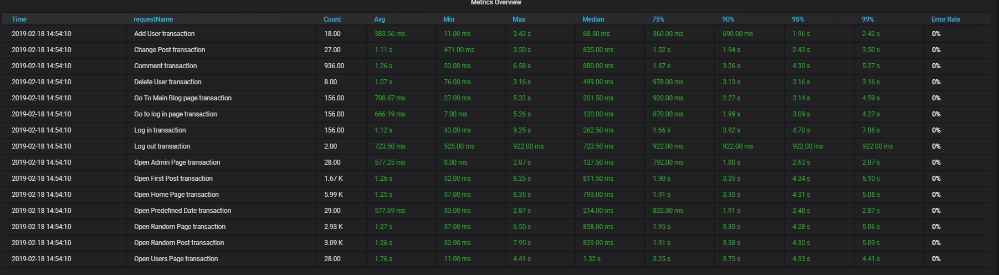 Metrics Overview
Time requestName Count Avg Min Max Median 75% 90% 95% 99% Error Rate
2019-02-18 14:54:10 Add User transaction 18.00 383.56 ms 11.00 ms 2.42 s 68.50 ms 360.00 ms 690.00 ms 1.96 s 2.42 s 0%
2019-02-18 14:54:10 Change Post transaction 27.00 1.11 s 471.00 ms 3.50 s 835.00 ms 1.52 s 1.94 s 2.43 s 3.50 s 0%
2019-02-18 14:54:10 Comment transaction 936.00 1.26 s 33.00 ms 6.58 s 880.00 ms 1.87 s 3.26 s 4.30 s 5.27 s 0%
2019-02-18 14:54:10 Delete User transaction 8.00 1.07 s 76.00 ms 3.16 s 499.00 ms 978.00 ms 3.13 s 3.16 s 3.16 s 0%
2019-02-18 14:54:10 Go To Main Blog page transaction 156.00 708.67 ms 37.00 ms 5.32 s 201.50 ms 920.00 ms 2.27 s 3.14 s 4.59 s 0%
2019-02-18 14:54:10 Go to log in page transaction 156.00 666.19 ms 7.00 ms 5.26 s 120.00 ms 870.00 ms 1.99 s 3.09 s 4.27 s 0%
2019-02-18 14:54:10 Log in transaction 156.00 1.12 s 43.00 ms 9.25 s 262.50 ms 1.66 s 3.92 s 4.70 s 7.86 s 0%
2019-02-18 14:54:10 Log out transaction 2.00 723.50 ms 525.00 ms 922.00 ms 723.50 ms 922.00 ms 922.00 ms 922.00 ms 922.00 ms 0%
2019-02-18 14:54:10 Open Admin Page transaction 28.00 577.25 ms 8.00 ms 2.87 s 127.50 ms 792.00 ms 1.80 s 2.63 s 2.87 s 0%
2019-02-18 14:54:10 Open First Post transaction 1.67 K 1.26 s 32.00 ms 8.25 s 811.50 ms 1.90 s 3.35 s 4.34 s 5.10 s 0%
2019-02-18 14:54:10 Open Home Page transaction 5.99 K 1.25 s 37.00 ms 8.35 s 793.00 ms 1.91 s 3.30 s 4.31 s 5.08 s 0%
2019-02-18 14:54:10 Open Predefined Date transaction 29.00 577.69 ms 33.00 ms 2.87 s 214.00 ms 832.00 ms 1.91 s 2.48 s 2.87 s 0%
2019-02-18 14:54:10 Open Random Page transaction 2.93 K 1.27 s 37.00 ms 6.55 s 858.00 ms 1.95 s 3.30 s 4.28 s 5.06 s 0%
2019-02-18 14:54:10 Open Random Post transaction 3.09 K 1.26 s 32.00 ms 7.95 s 829.00 ms 1.91 s 3.38 s 4.30 s 5.09 s 0%
2019-02-18 14:54:10 Open Users Page transaction 28.00 1.76 s 11.00 ms 4.41 s 1.32 s 3.25 s 3.75 s 4.33 s 4.41 s 0%